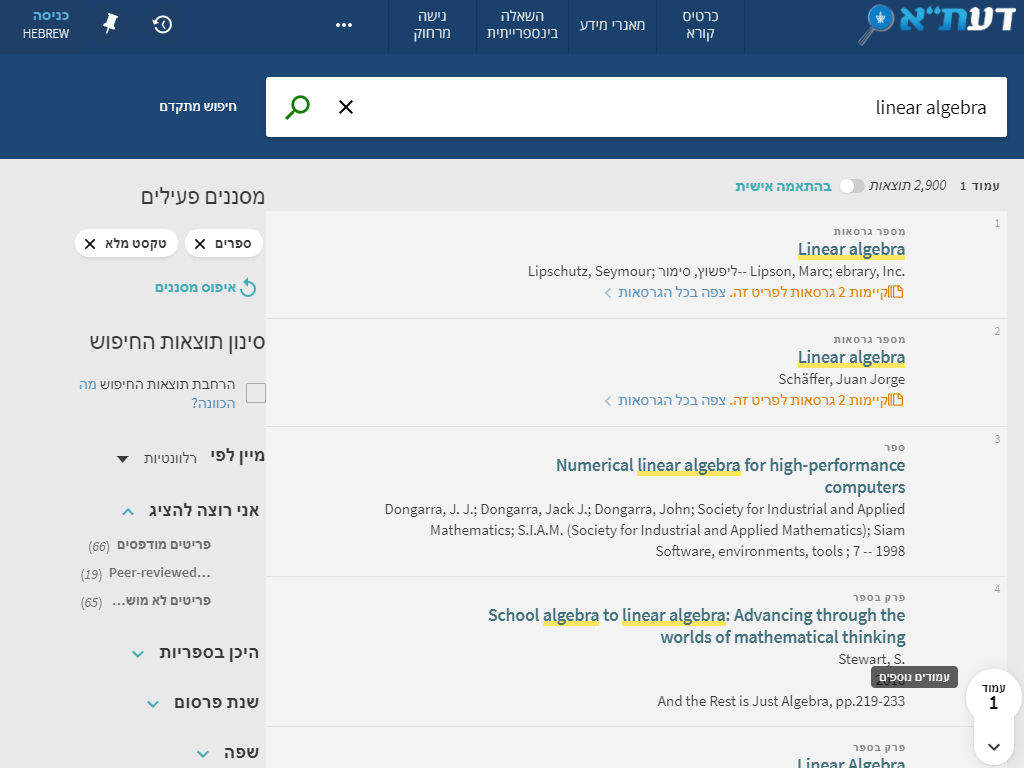 דעת"א
כרטיס קורא
מאגרי מידע
השאלה בינספרייתית
גישה מרחוק
•••
כניסה
HEBREW
linear algebra
חיפוש מתקדם
עמוד 1 2,900 תוצאות בהתאמה אישית
1
מספר גרסאות
Linear algebra
Lipschutz, Seymour; ליפשוץ, סימור-- Lipson, Marc; ebrary, Inc.
קיימות 2 גרסאות לפריט זה. צפה בכל הגרסאות
2
מספר גרסאות
Linear algebra
Schäffer, Juan Jorge
קיימות 2 גרסאות לפריט זה. צפה בכל הגרסאות
3
ספר
Numerical linear algebra for high-performance
computers
Dongarra, J. J.; Dongarra, Jack J.; Dongarra, John; Society for Industrial and Applied
Mathematics; S.I.A.M. (Society for Industrial and Applied Mathematics); Siam
Software, environments, tools ; 7 -- 1998
4
פרק בספר
School algebra to linear algebra: Advancing through the
worlds of mathematical thinking
Stewart, S.
And the Rest is Just Algebra, pp.219-233
פרק בספר
Linear Algebra
מסננים פעילים
ספרים
טקסט מלא
איפוס מסננים
סינון תוצאות החיפוש
הרחבת תוצאות החיפוש מה
הכוונה?
מיין לפי רלוונטיות
אני רוצה להציג
פריטים מודפסים (66)
Peer-reviewed... (19)
פריטים לא מוש... (65)
היכן בספריות
שנת פרסום
שפה
עמודים נוספים
עמוד
1